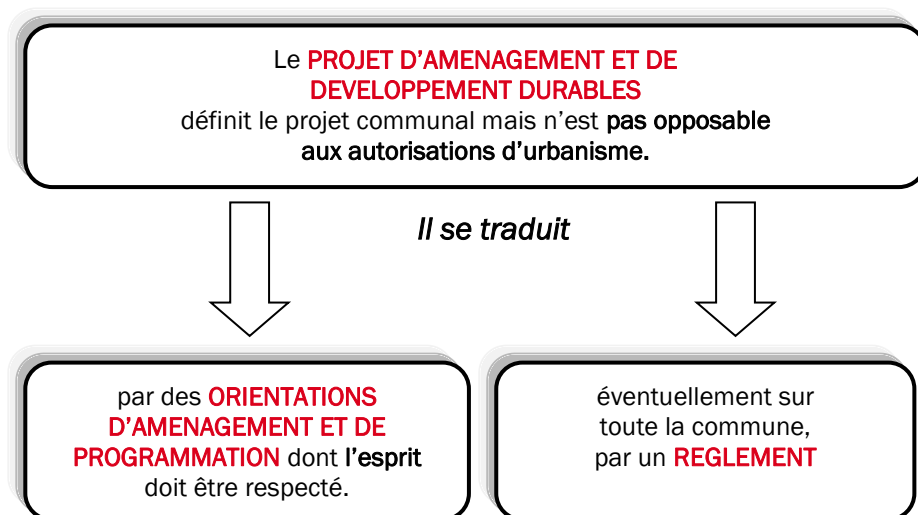 Le PROJET D’AMENAGEMENT ET DE
DEVELOPPEMENT DURABLES
définit le projet communal mais n’est pas opposable
aux autorisations d’urbanisme.
Il se traduit
par des ORIENTATIONS
D’AMENAGEMENT ET DE
PROGRAMMATION dont l’esprit
doit être respecté.
éventuellement sur
toute la commune,
par un REGLEMENT